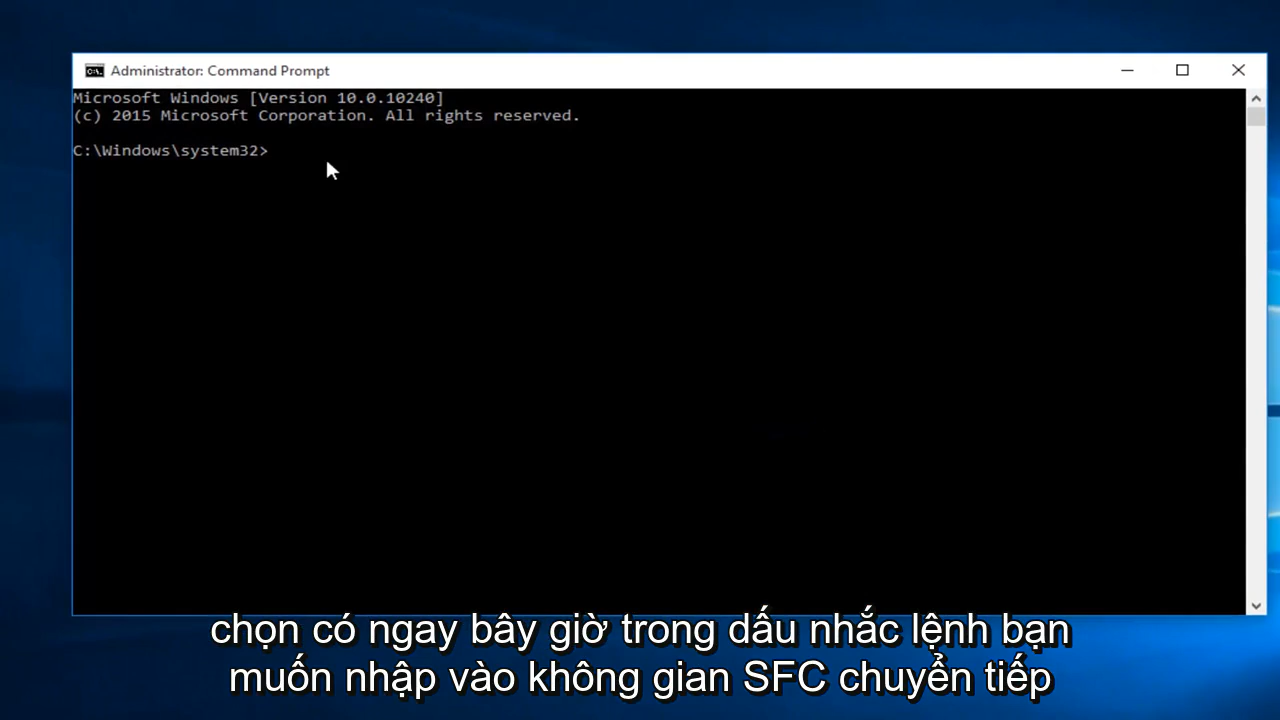 Administrator: Command Prompt
Microsoft Windows [Version 10.0.10240]
(c) 2015 Microsoft Corporation. All rights reserved.
C:\Windows\system32>
chọn có ngay bây giờ trong dấu nhắc lệnh bạn
muốn nhập vào không gian SFC chuyển tiếp